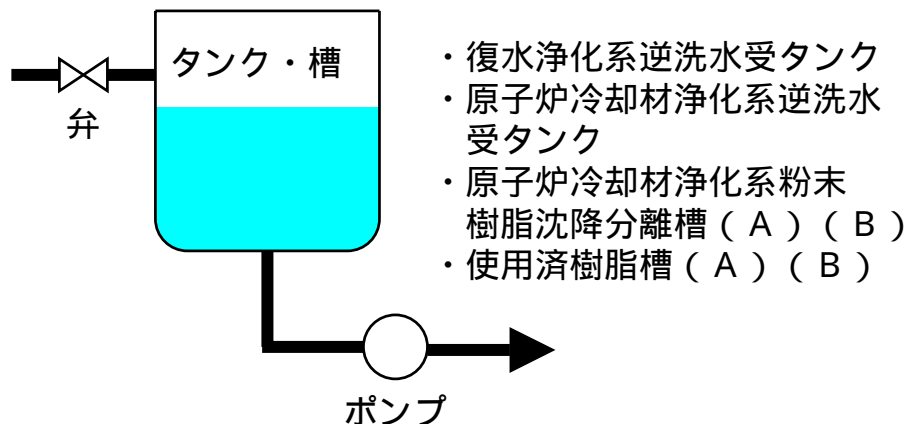 タンク・槽
弁
・復水浄化系逆洗水受タンク
・原子炉冷却材浄化系逆洗水
受タンク
・原子炉冷却材浄化系粉末
樹脂沈降分離槽(A)(B)
・使用済樹脂槽(A)(B)
ポンプ